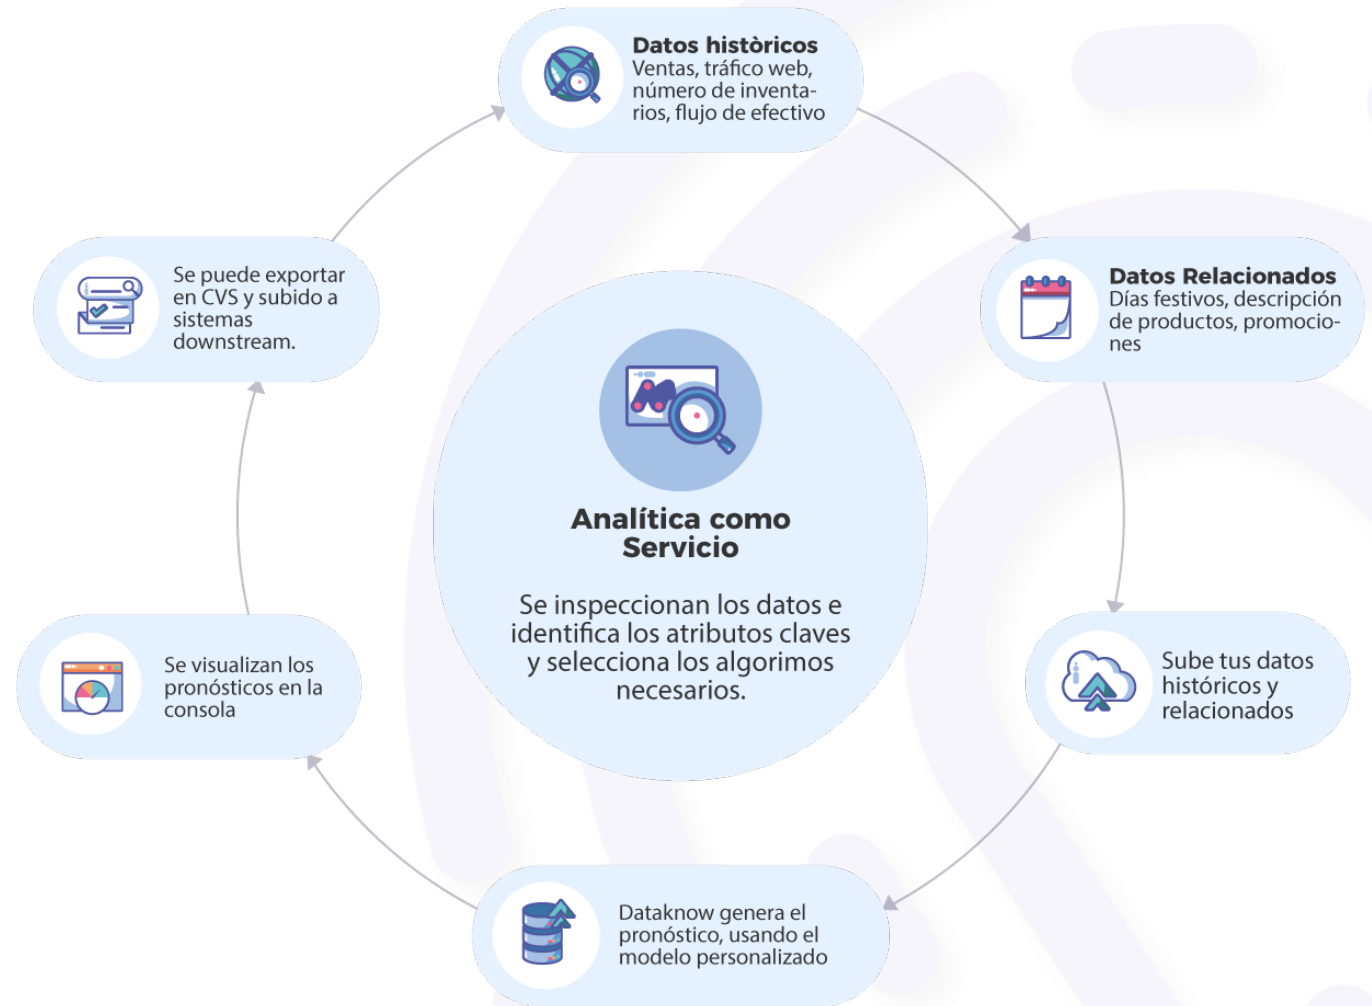 Datos històricos
Ventas, tráfico web,
número de inventa-
rios, flujo de efectivo
Datos Relacionados
Días festivos, descripción
de productos, promocio-
nes
Sube tus datos
históricos y
relacionados
Dataknow genera el
pronóstico, usando el
modelo personalizado
Se visualizan los
pronósticos en la
consola
Se puede exportar
en CVS y subido a
sistemas
downstream.
Analítica como
Servicio
Se inspeccionan los datos e
identifica los atributos claves
y selecciona los algorimos
necesarios.